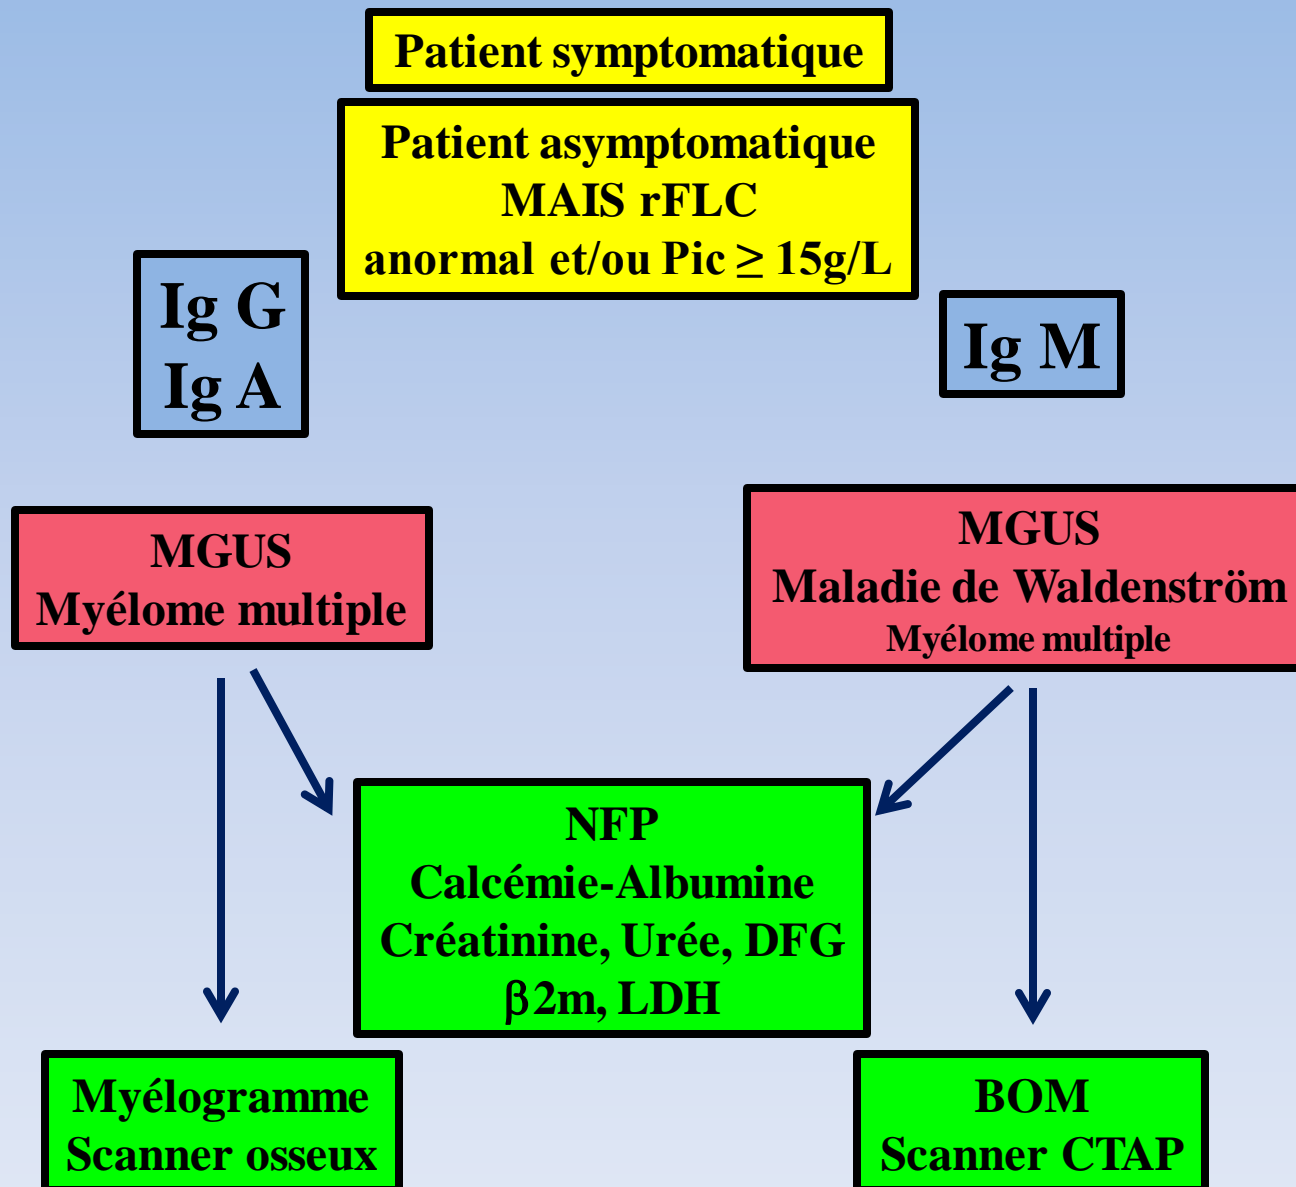 Patient symptomatique
Patient asymptomatique
MAIS rFLC
anormal et/ou Pic ≥ 15g/L
Ig G
Ig A
Ig M
MGUS
Myélome multiple
MGUS
Maladie de Waldenström
Myélome multiple
NFP
Calcémie-Albumine
Créatinine, Urée, DFG
β2m, LDH
Myélogramme
Scanner osseux
BOM
Scanner CTAP